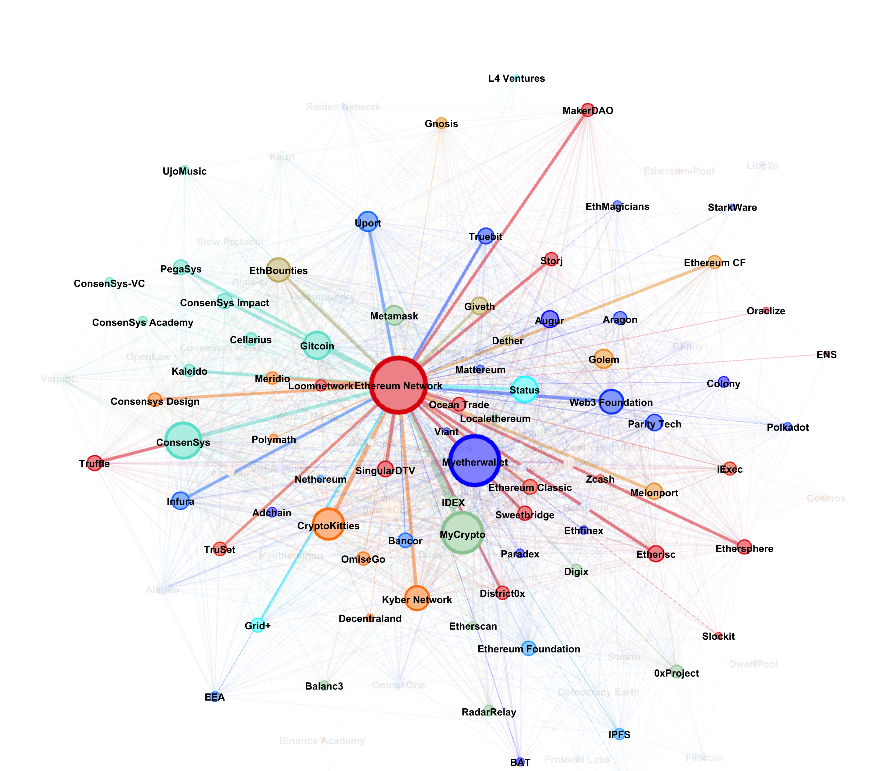 L4 Ventures
Raiden Network
MakerDAO
Gnosis
Kauri
UjoMusic
Ethereum-Pool
Libp2p
EthMagicians
StarkWare
Uport
Truebit
Stow Protocol
Storj
Ethereum CF
PegaSys
EthBounties
ConsenSys-VC
ConsenSys Impact
Giveth
Metamask
Oraclize
ConsenSys Academy
Augur
Aragon
Cellarius
Gitcoin
Dether
OpenLaw
ENS
Golem
Kaleido
Mattereum
VariabL
Meridio
Loomnetwork
Ethereum Network
Status
Colony
Consensys Design
Ocean Trade
Web3 Foundation
Localethereum
Parity Tech
Polkadot
Viant
ConsenSys
Polymath
Truffle
Myetherwallet
SingularDTV
iExec
Nethereum
Zcash
Ethereum Classic
Melonport
Cosmos
Infura
IDEX
Adchain
Sweetbridge
CryptoKitties
Ethfinex
MyCrypto
Bancor
TruSet
Paradex
Etherisc
Ethersphere
OmiseGo
Digix
Alethio
District0x
Kyber Network
Decentraland
Grid+
Etherscan
Slockit
Ethereum Foundation
Swarm
DwarfPool
0xProject
Balanc3
OmegaOne
Democracy Earth
EEA
RadarRelay
IPFS
Binance Academy
BAT
Protocol Labs
Filecoin